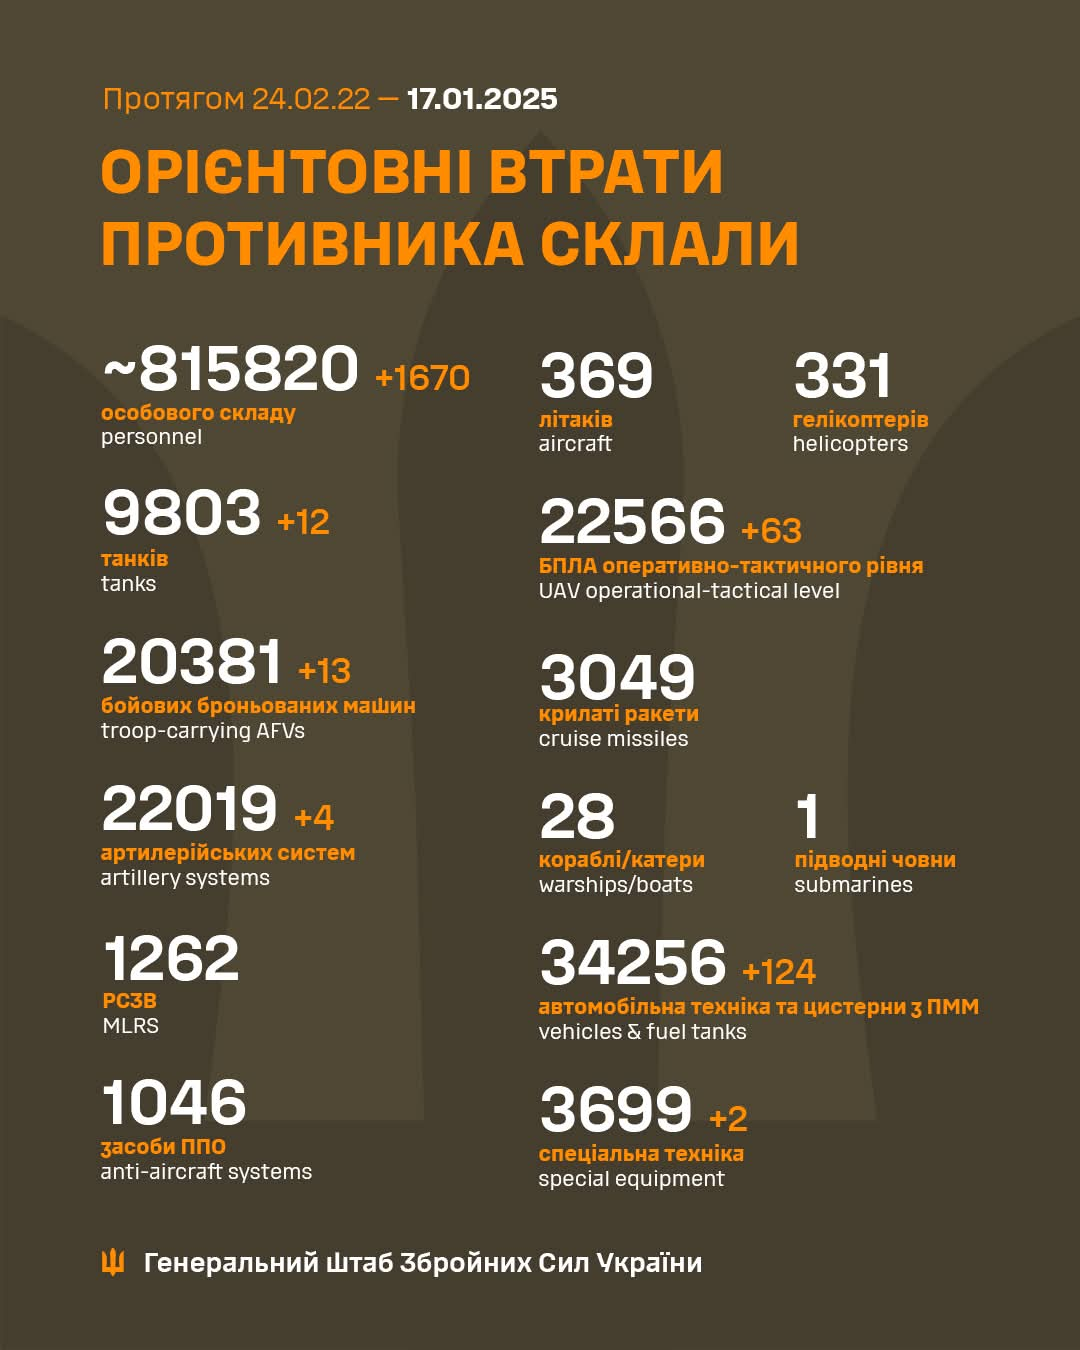 Протягом 24.02.22 — 17.01.2025
ОРІЄНТОВНІ ВТРАТИ
ПРОТИВНИКА СКЛАЛИ
~815820 +1670
особового складу
personnel
9803 +12
танків
tanks
20381 +13
бойових броньованих машин
troop-carrying AFVs
22019 +4
артилерійських систем
artillery systems
1262
РСЗВ
MLRS
1046
засоби ППО
anti-aircraft systems
369
літаків
aircraft
331
гелікоптерів
helicopters
22566 +63
БПЛА оперативно-тактичного рівня
UAV operational-tactical level
3049
крилаті ракети
cruise missiles
28
кораблі/катери
warships/boats
1
підводні човни
submarines
34256 +124
автомобільна техніка та цистерни з ПММ
vehicles & fuel tanks
3699 +2
спеціальна техніка
special equipment
Генеральний штаб Збройних Сил України